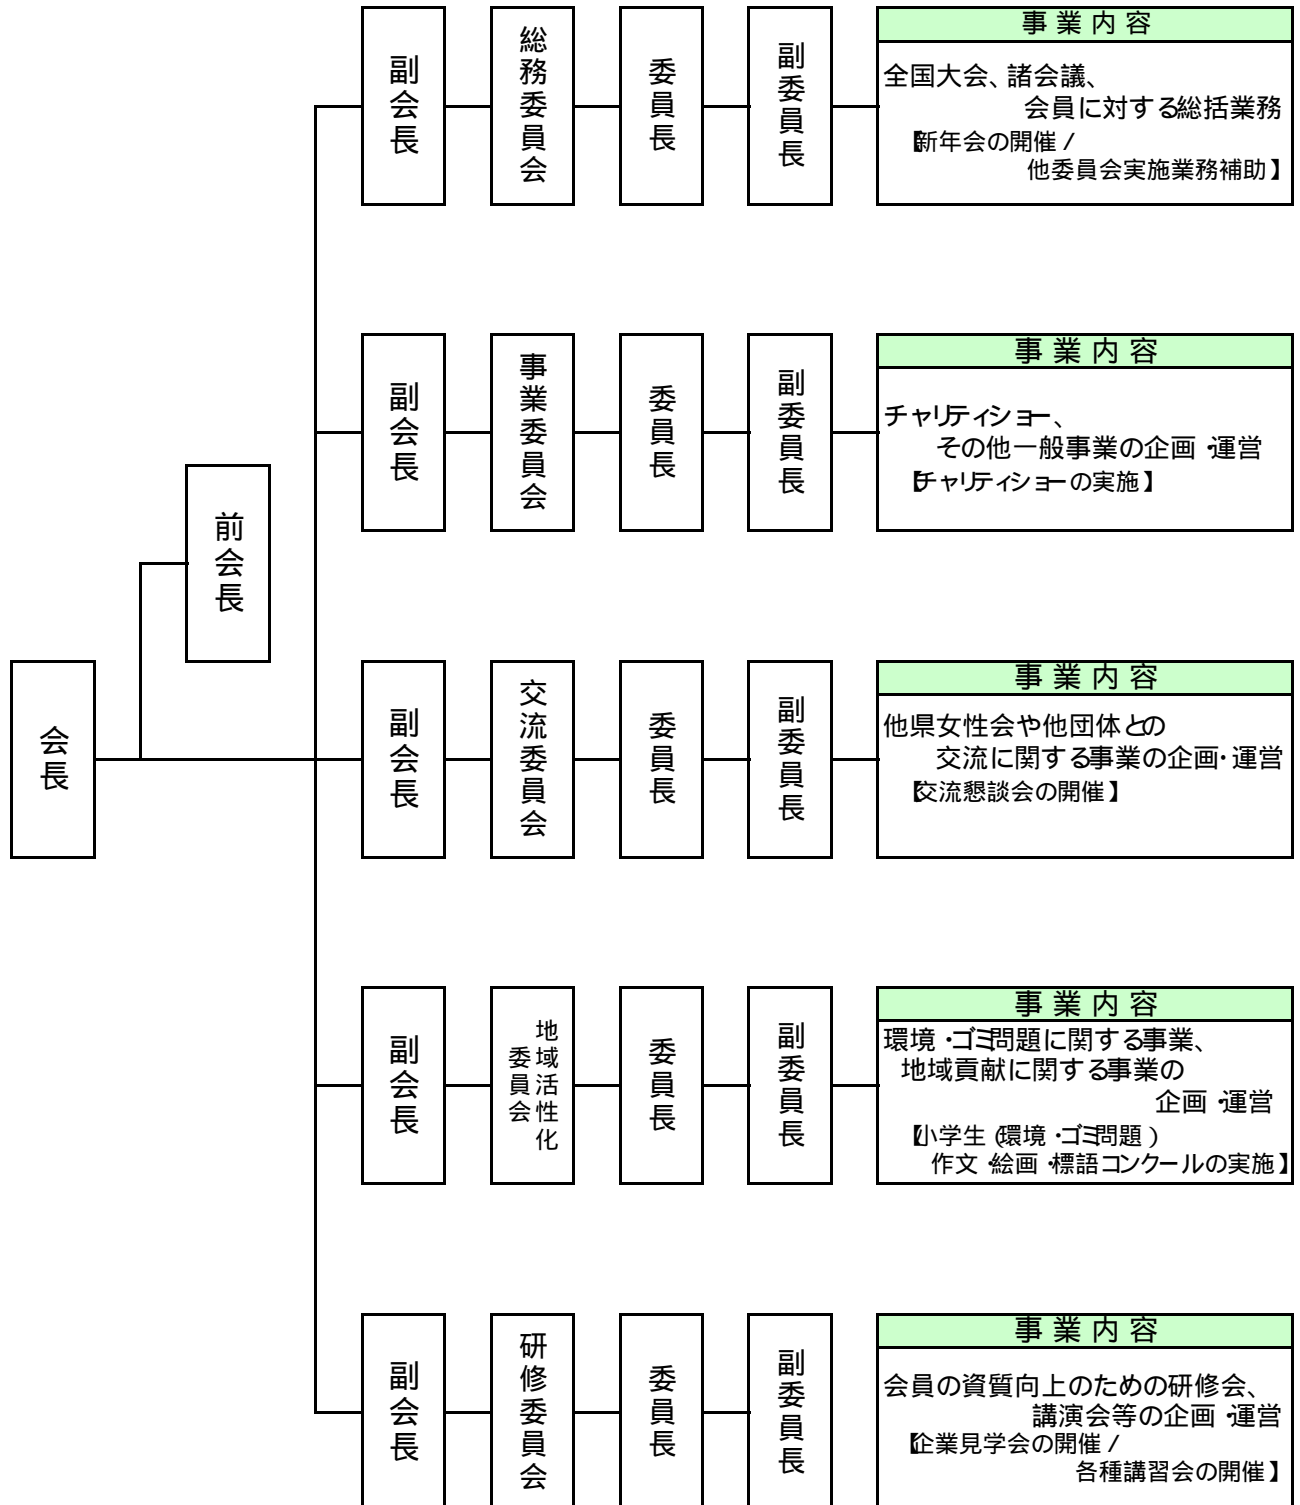 会長
前会長
副会長
総務委員会
委員長
副委員長
事業内容
全国大会、諸会議、
会員に対する総括業務
【新年会の開催/
他委員会実施業務補助】
副会長
事業委員会
委員長
副委員長
事業内容
チャリティショー、
その他一般事業の企画・運営
【チャリティショーの実施】
副会長
交流委員会
委員長
副委員長
事業内容
他県女性会や他団体との
交流に関する事業の企画・運営
【交流懇談会の開催】
副会長
地域活性化
委員会
委員長
副委員長
事業内容
環境・ゴミ問題に関する事業、
地域貢献に関する事業の
企画・運営
【小学生(環境・ゴミ問題)
作文・絵画・標語コンクールの実施】
副会長
研修委員会
委員長
副委員長
事業内容
会員の資質向上のための研修会、
講演会等の企画・運営
【企業見学会の開催/
各種講習会の開催】